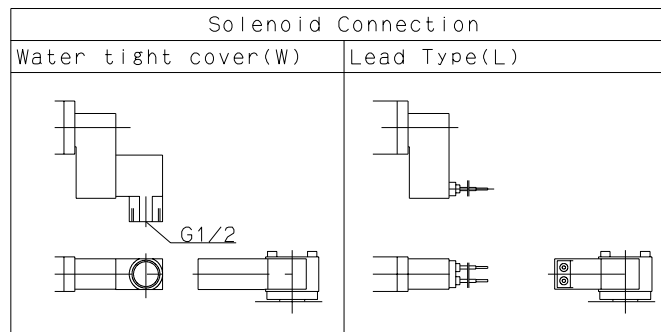 Solenoid Connection
Water tight cover(W)
Lead Type(L)
G1/2